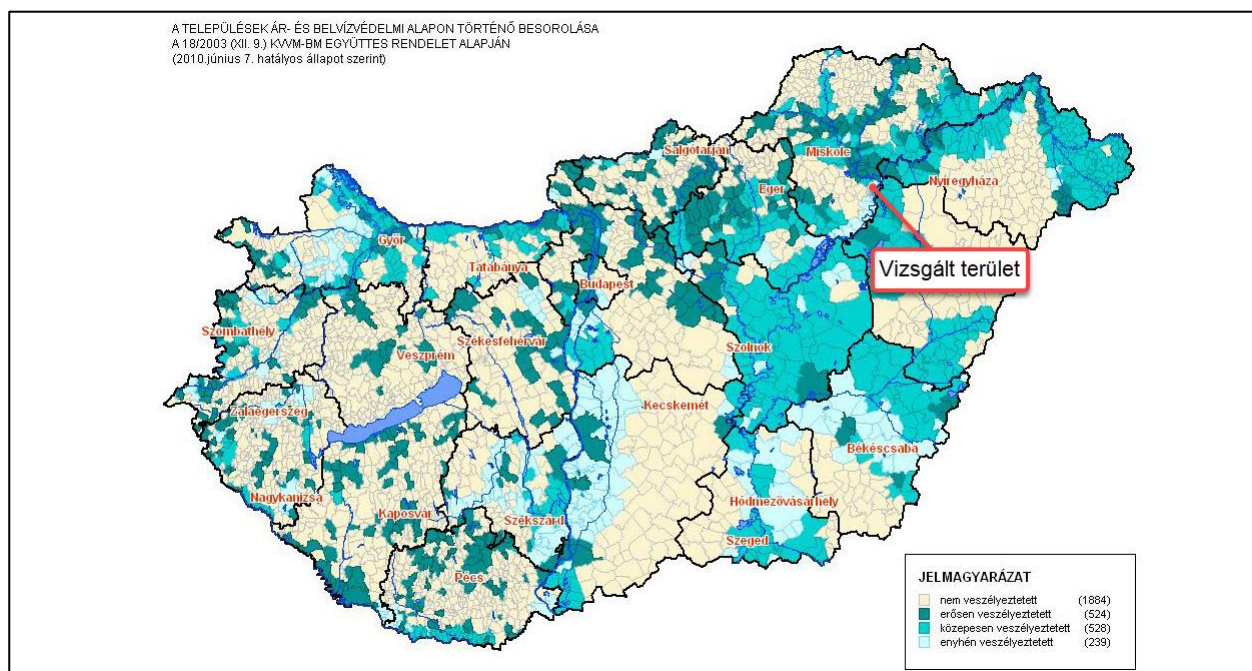 A TELEPÜLÉSEK ÁR- ÉS BELVÍZVÉDELMI ALAPON TÖRTÉNŐ BESOROLÁSA
A 18/2003 (XII. 9.) KVVM-BM EGYÜTTES RENDELET ALAPJÁN
(2010.június 7. hatályos állapot szerint)
Salgótarján
Miskolc
Eger
Nyíregyháza
Győr
Vizsgált terület
Tatabánya
Budapest
Szombathely
Székesfehérvár
Veszprém
Szolnok
Kecskemét
Zalaegerszeg
Békéscsaba
Nagykanizsa
Kaposvár
Székszárd
Hódmezővásárhely
Szeged
Pécs
JELMAGYARÁZAT
nem veszélyeztetett (1884)
erősen veszélyeztetett (524)
közepesen veszélyeztetett (528)
enyhén veszélyeztetett (239)